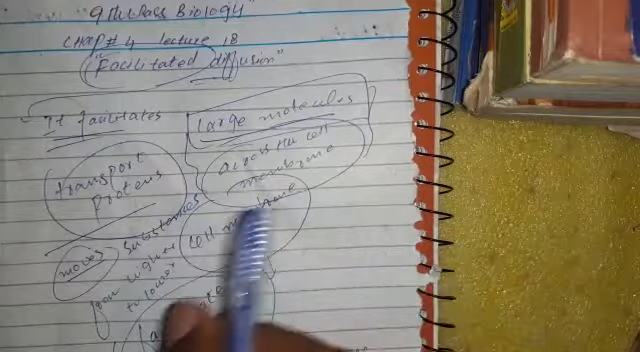 9th class Biology
Chap # 4 lecture 18
"Facilitated diffusion"
It facilitates
large molecules
across the cell
membrane
transport
proteins
cell
moves substances
from higher
to lower